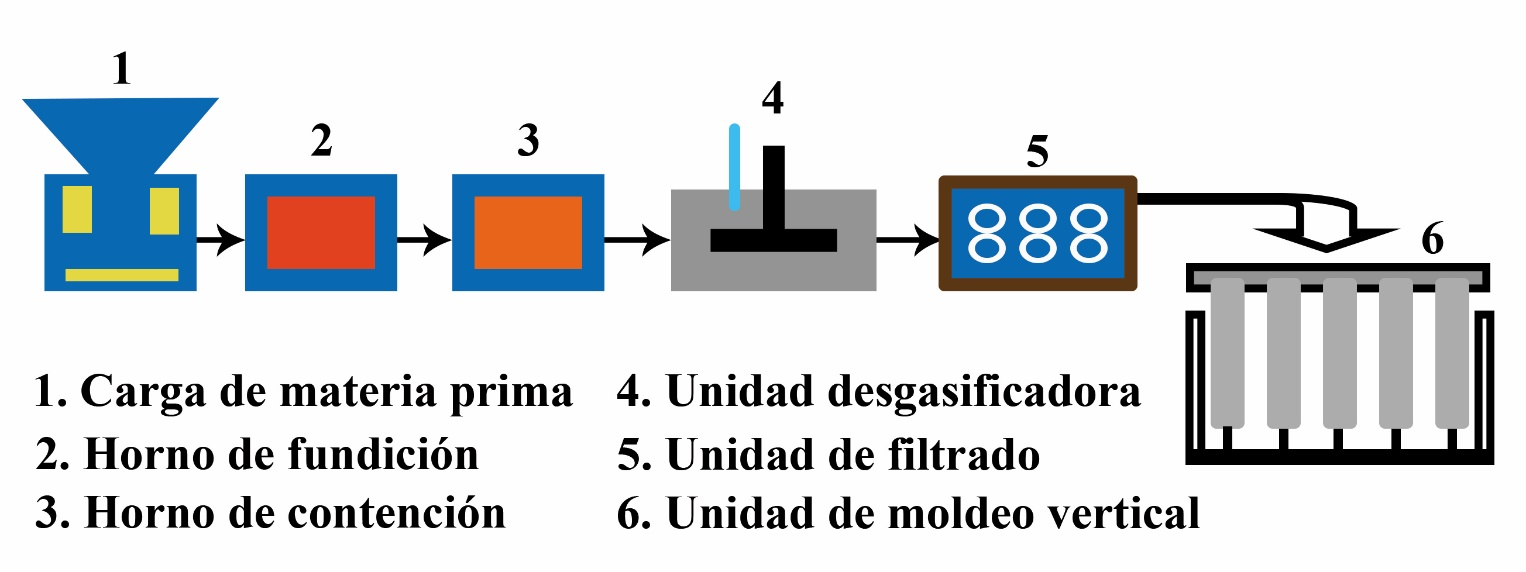 1
2
3
4
5
6
1. Carga de materia prima
2. Horno de fundición
3. Horno de contención
4. Unidad desgasificadora
5. Unidad de filtrado
6. Unidad de moldeo vertical